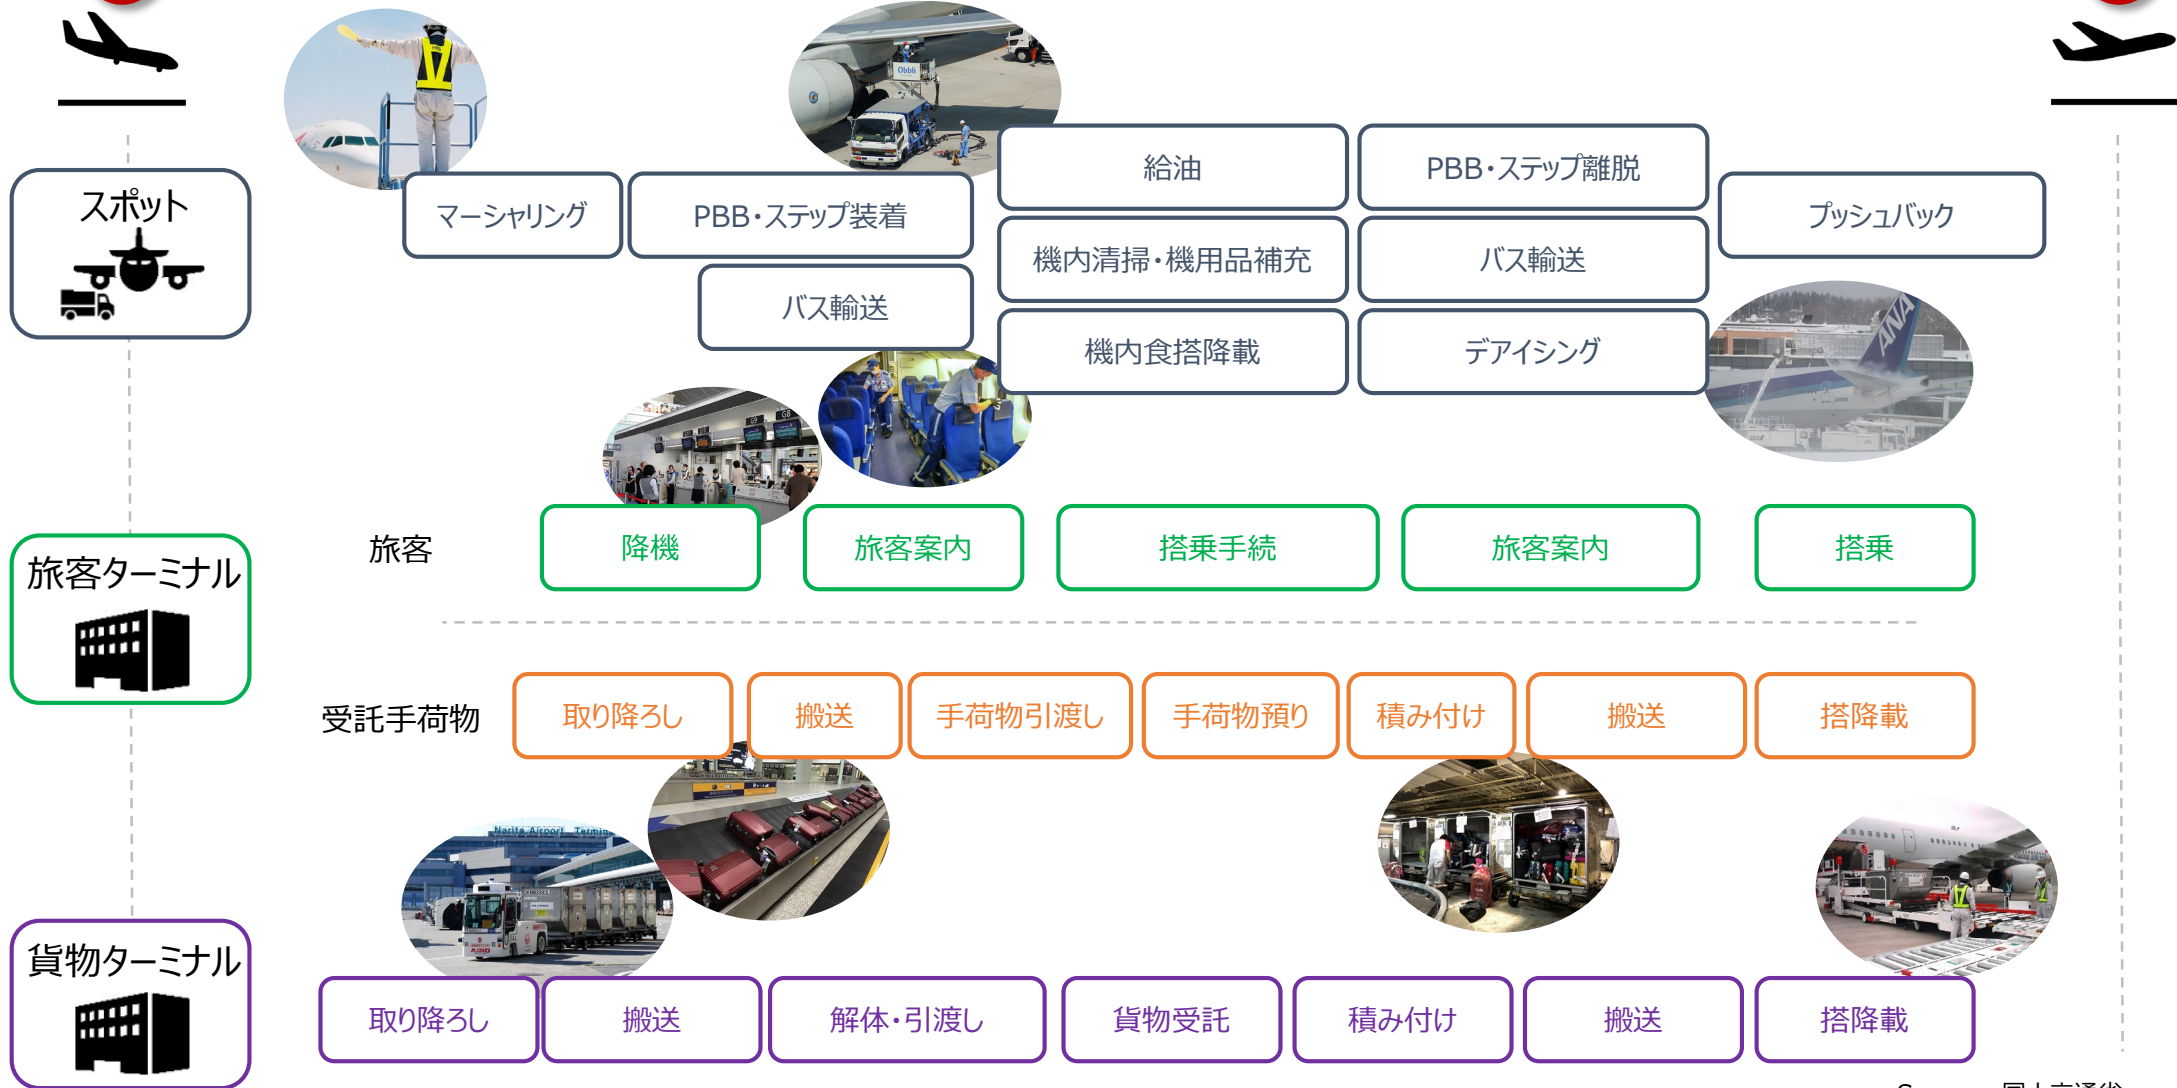 スポット
マーシャリング
PBB・ステップ装着
バス輸送
給油
機内清掃・機用品補充
機内食搭降載
PBB・ステップ離脱
バス輸送
デアイシング
プッシュバック
ANA
Obbli
旅客ターミナル
旅客
降機
旅客案内
搭乗手続
旅客案内
搭乗
G9
G8
受託手荷物
取り降ろし
搬送
手荷物引渡し
手荷物預り
積み付け
搬送
搭降載
Narita Airport Termin
貨物ターミナル
取り降ろし
搬送
解体・引渡し
貨物受託
積み付け
搬送
搭降載